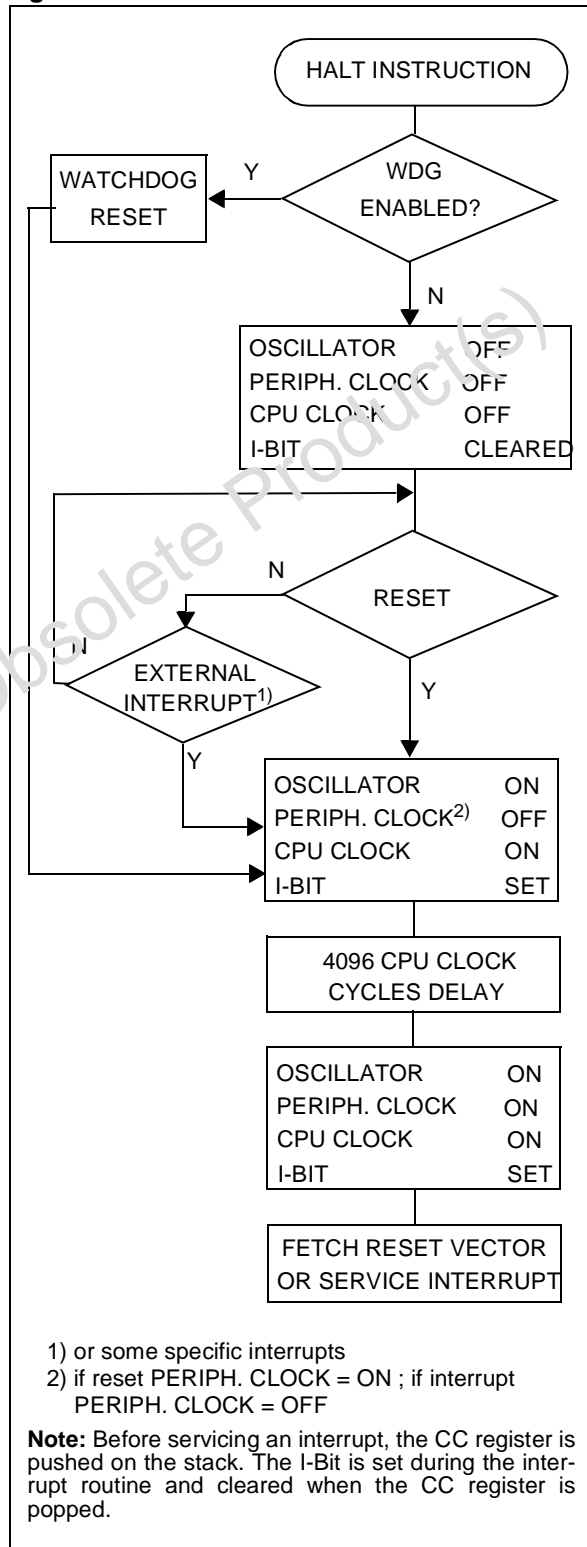 HALT INSTRUCTION
WDG
ENABLED?
Y
WATCHDOG
RESET
N
OSCILLATOR OFF
PERIPH. CLOCK OFF
CPU CLOCK OFF
I-BIT CLEARED
RESET
N
EXTERNAL
INTERRUPT1)
N
Y
Y
OSCILLATOR ON
PERIPH. CLOCK2) OFF
CPU CLOCK ON
I-BIT SET
4096 CPU CLOCK
CYCLES DELAY
OSCILLATOR ON
PERIPH. CLOCK ON
CPU CLOCK ON
I-BIT SET
FETCH RESET VECTOR
OR SERVICE INTERRUPT
1) or some specific interrupts
2) if reset PERIPH. CLOCK = ON ; if interrupt
PERIPH. CLOCK = OFF
Note: Before servicing an interrupt, the CC register is
pushed on the stack. The I-Bit is set during the inter-
rupt routine and cleared when the CC register is
popped.
Obsolete Product(s)